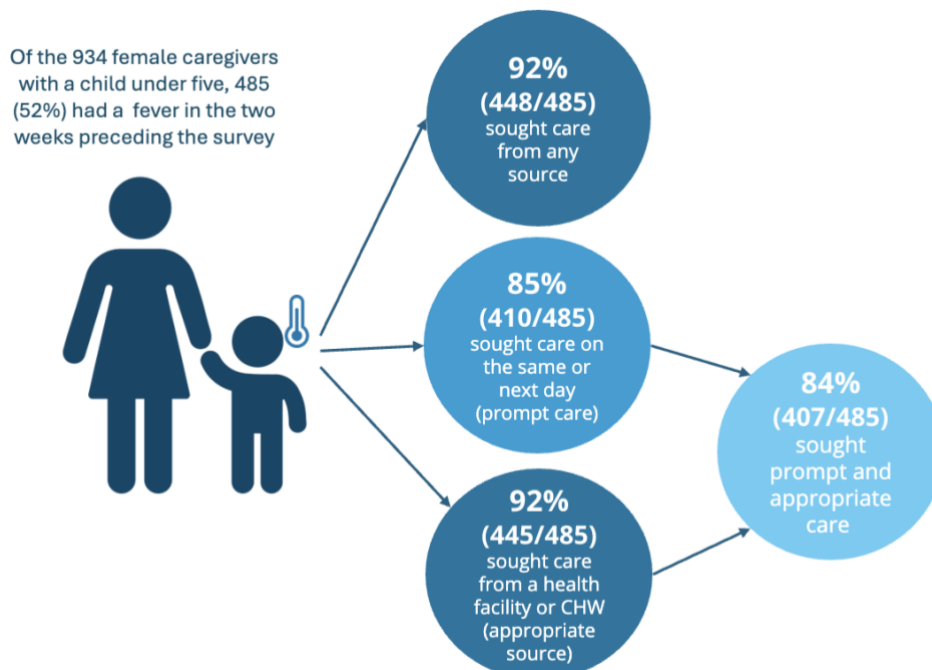 Of the 934 female caregivers
with a child under five, 485
(52%) had a fever in the two
weeks preceding the survey
92%
(448/485)
sought care
from any
source
85%
(410/485)
sought care on
the same or
next day
(prompt care)
92%
(445/485)
sought care
from a health
facility or CHW
(appropriate
source)
84%
(407/485)
sought
prompt and
appropriate
care